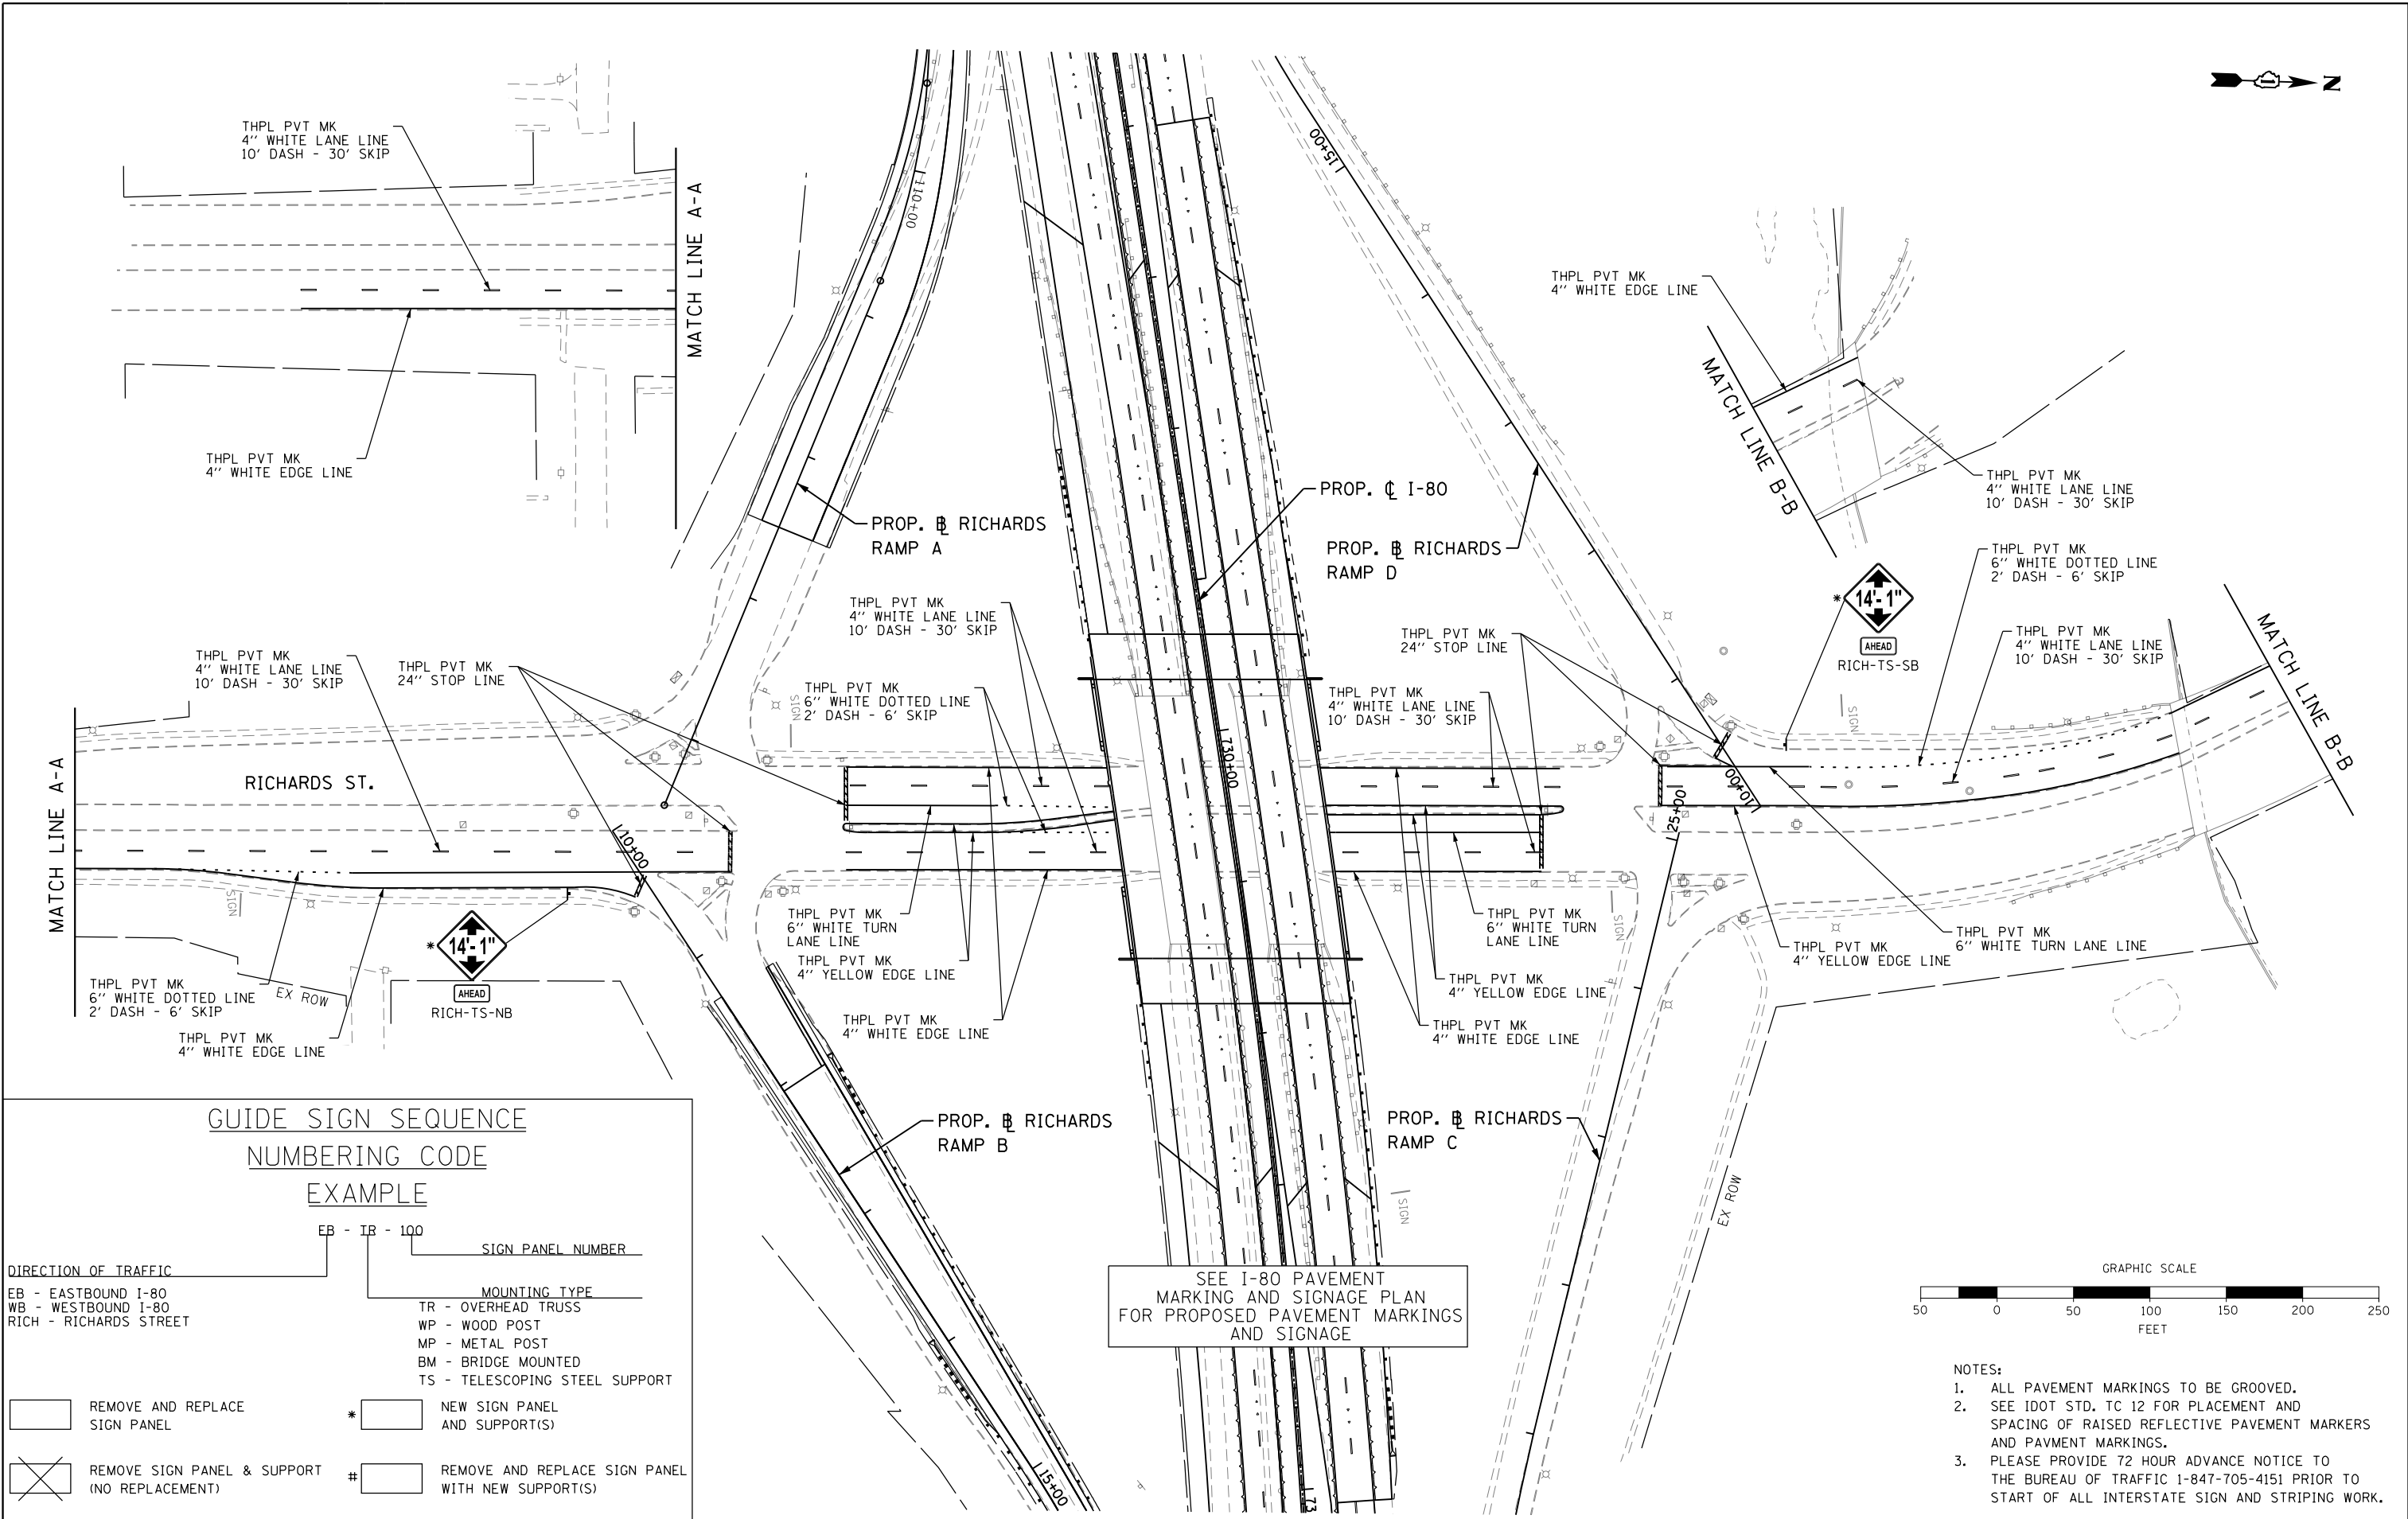 THPL PVT MK
4'' WHITE LANE LINE
10' DASH - 30' SKIP
N
MATCH LINE A-A
THPL PVT MK
4'' WHITE EDGE LINE
110+00
115+00
THPL PVT MK
4'' WHITE EDGE LINE
MATCH LINE B-B
THPL PVT MK
4'' WHITE LANE LINE
10' DASH - 30' SKIP
PROP. ℄ I-80
PROP. BL RICHARDS
RAMP A
PROP. BL RICHARDS
RAMP D
THPL PVT MK
6'' WHITE DOTTED LINE
2' DASH - 6' SKIP
* 14'- 1"
AHEAD
RICH-TS-SB
THPL PVT MK
4'' WHITE LANE LINE
10' DASH - 30' SKIP
MATCH LINE B-B
THPL PVT MK
4'' WHITE LANE LINE
10' DASH - 30' SKIP
THPL PVT MK
24'' STOP LINE
THPL PVT MK
4'' WHITE LANE LINE
10' DASH - 30' SKIP
THPL PVT MK
24'' STOP LINE
THPL PVT MK
6'' WHITE DOTTED LINE
2' DASH - 6' SKIP
THPL PVT MK
4'' WHITE LANE LINE
10' DASH - 30' SKIP
SIGN
SIGN
MATCH LINE A-A
RICHARDS ST.
730+00
10+00
10+00
25+00
SIGN
SIGN
* 14'- 1"
AHEAD
RICH-TS-NB
THPL PVT MK
6'' WHITE TURN
LANE LINE
THPL PVT MK
4'' YELLOW EDGE LINE
THPL PVT MK
4'' WHITE EDGE LINE
THPL PVT MK
6'' WHITE TURN
LANE LINE
THPL PVT MK
4'' YELLOW EDGE LINE
THPL PVT MK
4'' WHITE EDGE LINE
THPL PVT MK
4'' YELLOW EDGE LINE
THPL PVT MK
6'' WHITE TURN LANE LINE
THPL PVT MK
6'' WHITE DOTTED LINE
2' DASH - 6' SKIP
EX ROW
THPL PVT MK
4'' WHITE EDGE LINE
PROP. BL RICHARDS
RAMP B
PROP. BL RICHARDS
RAMP C
SIGN
EX ROW
15+00
73
SEE I-80 PAVEMENT
MARKING AND SIGNAGE PLAN
FOR PROPOSED PAVEMENT MARKINGS
AND SIGNAGE
GUIDE SIGN SEQUENCE
NUMBERING CODE
EXAMPLE
EB - TR - 100
SIGN PANEL NUMBER
DIRECTION OF TRAFFIC
EB - EASTBOUND I-80
WB - WESTBOUND I-80
RICH - RICHARDS STREET
MOUNTING TYPE
TR - OVERHEAD TRUSS
WP - WOOD POST
MP - METAL POST
BM - BRIDGE MOUNTED
TS - TELESCOPING STEEL SUPPORT
REMOVE AND REPLACE
SIGN PANEL
* NEW SIGN PANEL
AND SUPPORT(S)
REMOVE SIGN PANEL & SUPPORT
(NO REPLACEMENT)
# REMOVE AND REPLACE SIGN PANEL
WITH NEW SUPPORT(S)
GRAPHIC SCALE
50 0 50 100 150 200 250
FEET
NOTES:
1. ALL PAVEMENT MARKINGS TO BE GROOVED.
2. SEE IDOT STD. TC 12 FOR PLACEMENT AND
SPACING OF RAISED REFLECTIVE PAVEMENT MARKERS
AND PAVMENT MARKINGS.
3. PLEASE PROVIDE 72 HOUR ADVANCE NOTICE TO
THE BUREAU OF TRAFFIC 1-847-705-4151 PRIOR TO
START OF ALL INTERSTATE SIGN AND STRIPING WORK.